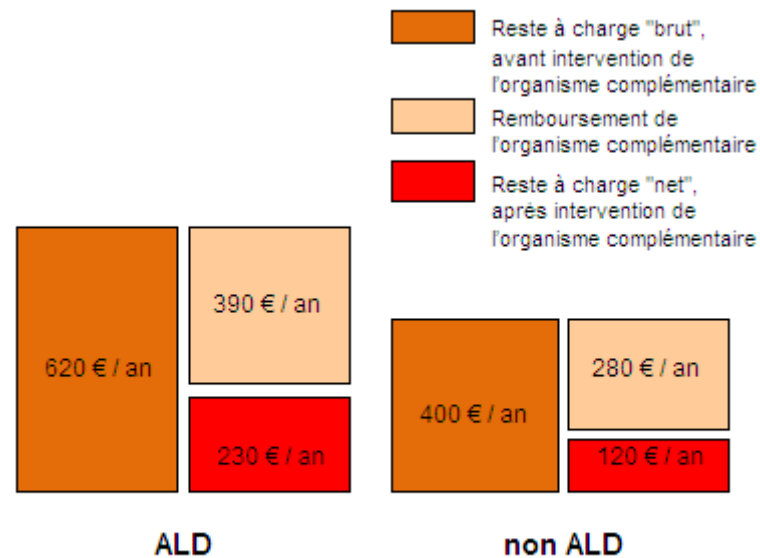 Reste à charge "brut",
avant intervention de
l'organisme complémentaire
Remboursement de
l'organisme complémentaire
Reste à charge "net",
après intervention de
l'organisme complémentaire
620 € / an
390 € / an
230 € / an
400 € / an
280 € / an
120 € / an
ALD
non ALD